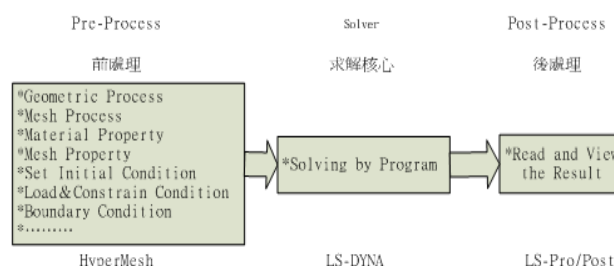 Pre-Process
Solver
Post-Process
前處理
求解核心
後處理
*Geometric Process
*Mesh Process
*Material Property
*Mesh Property
*Set Initial Condition
*Load&Constrain Condition
*Boundary Condition
*………
*Solving by Program
*Read and View
the Result
HyperMesh
LS-DYNA
LS-Pro/Post